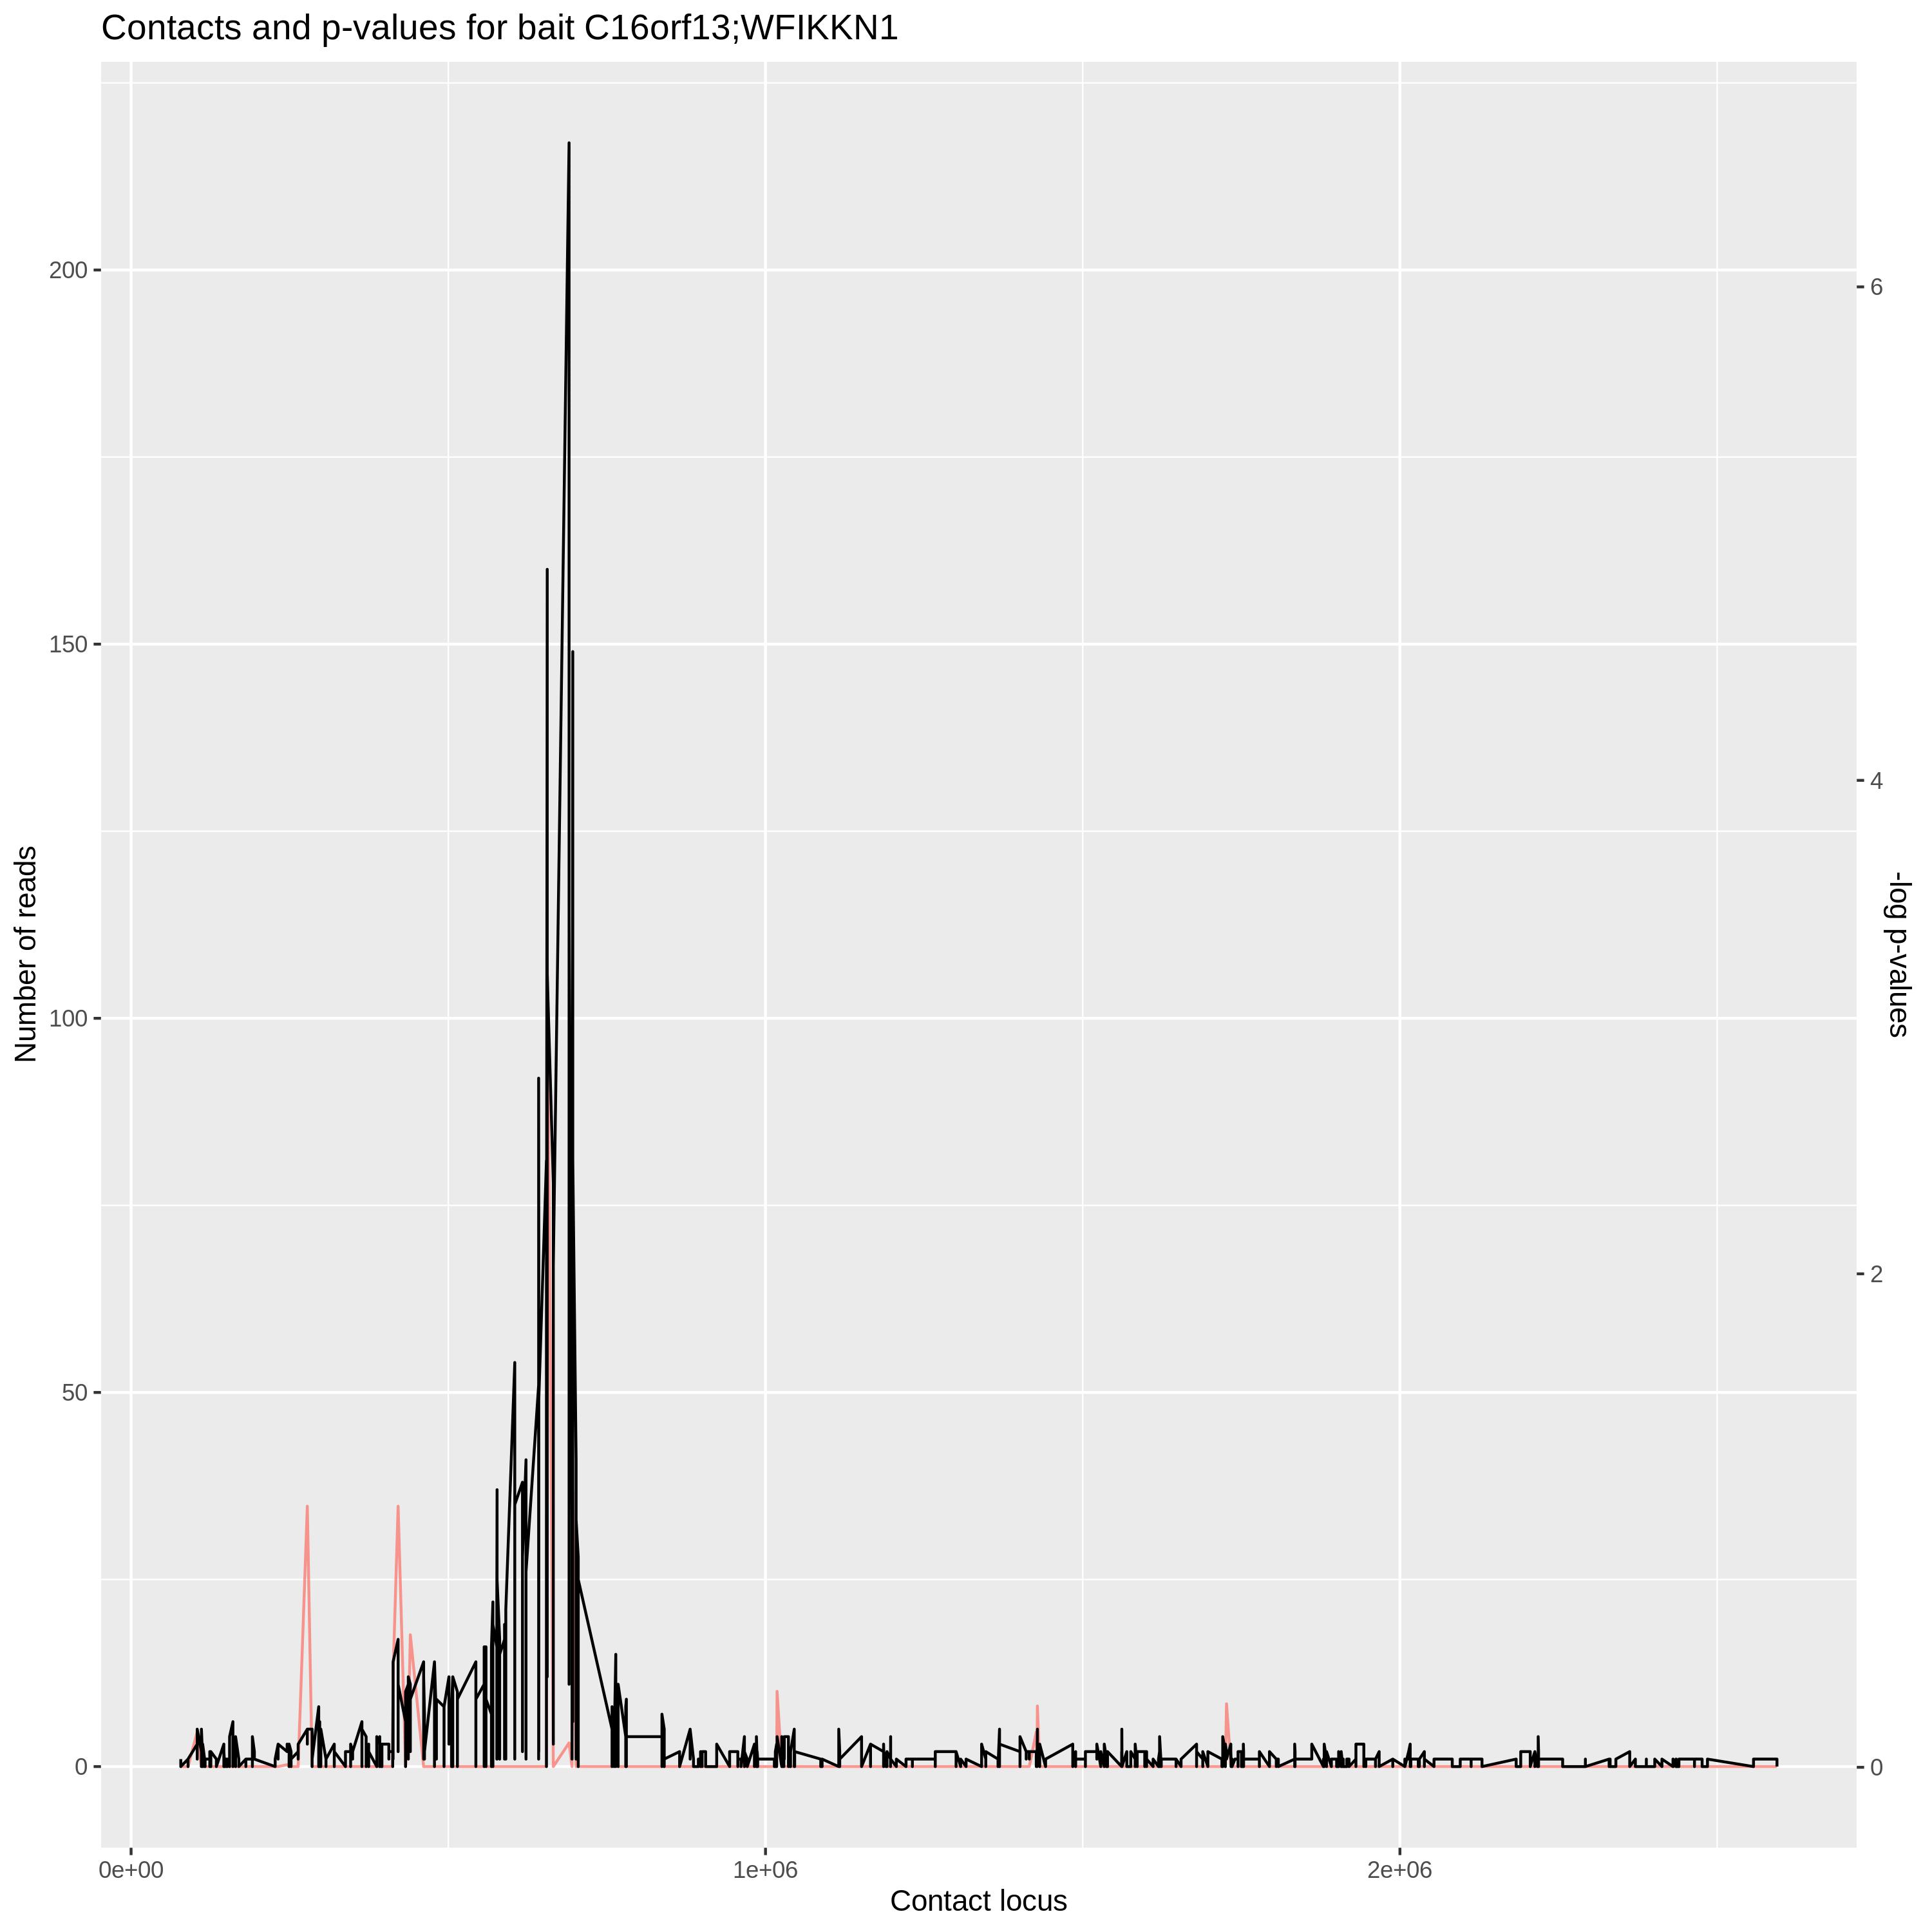 Contacts and p-values for bait C16orf13;WFIKKN1
200
150
100
50
0
6
4
2
0
Number of reads
-log p-values
0e+00
1e+06
2e+06
Contact locus